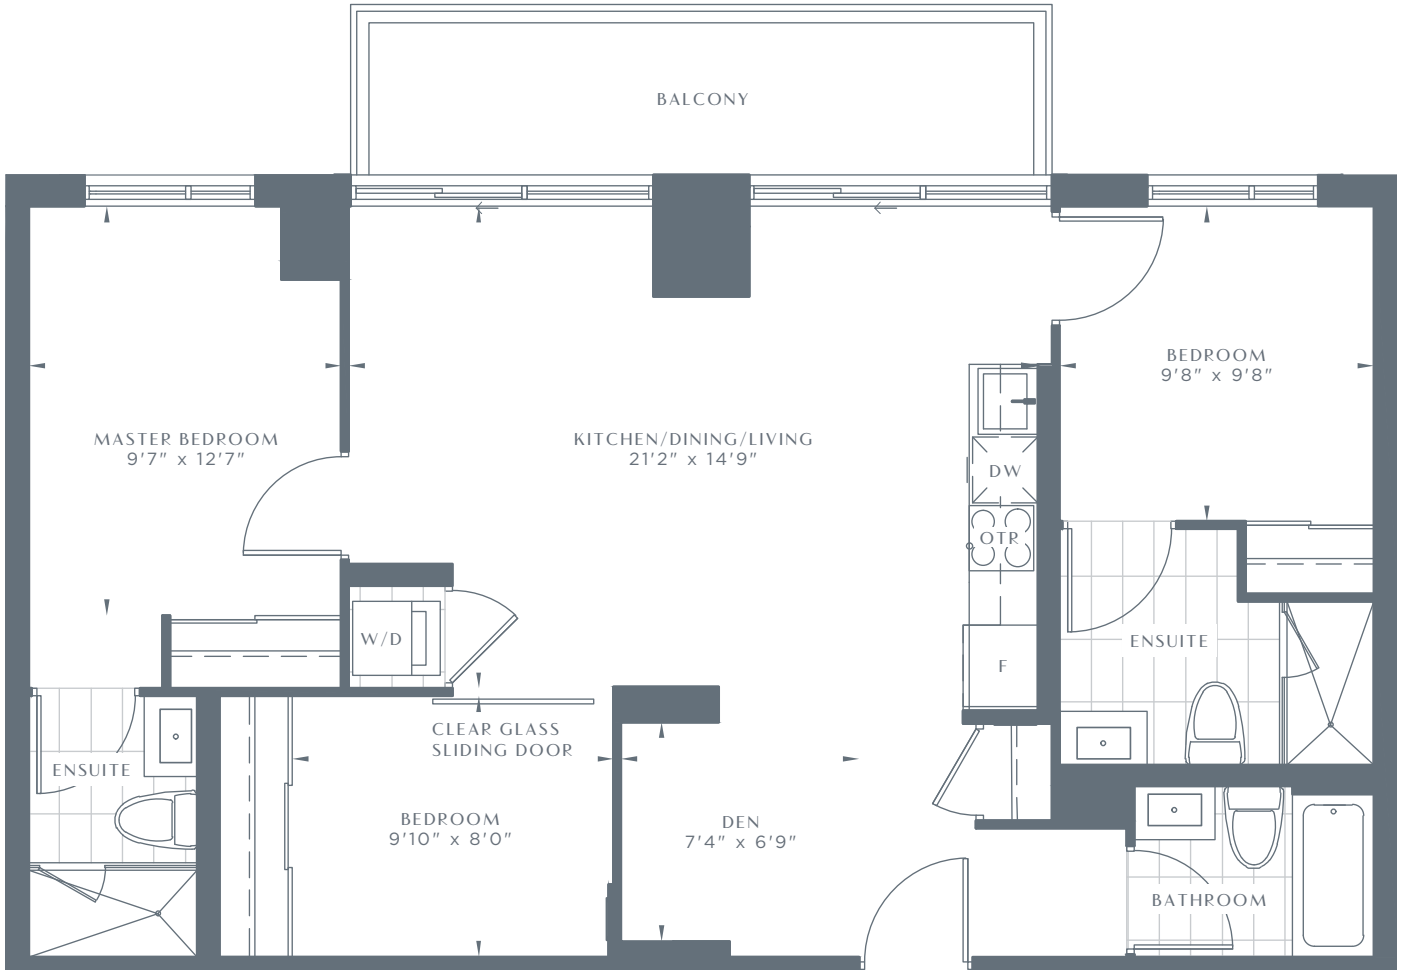 BALCONY
BEDROOM
9'8" x 9'8"
MASTER BEDROOM
9'7" x 12'7"
KITCHEN/DINING/LIVING
21'2" x 14'9"
DW
OTR
W/D
ENSUITE
F
CLEAR GLASS
SLIDING DOOR
ENSUITE
BEDROOM
9'10" x 8'0"
DEN
7'4" x 6'9"
BATHROOM